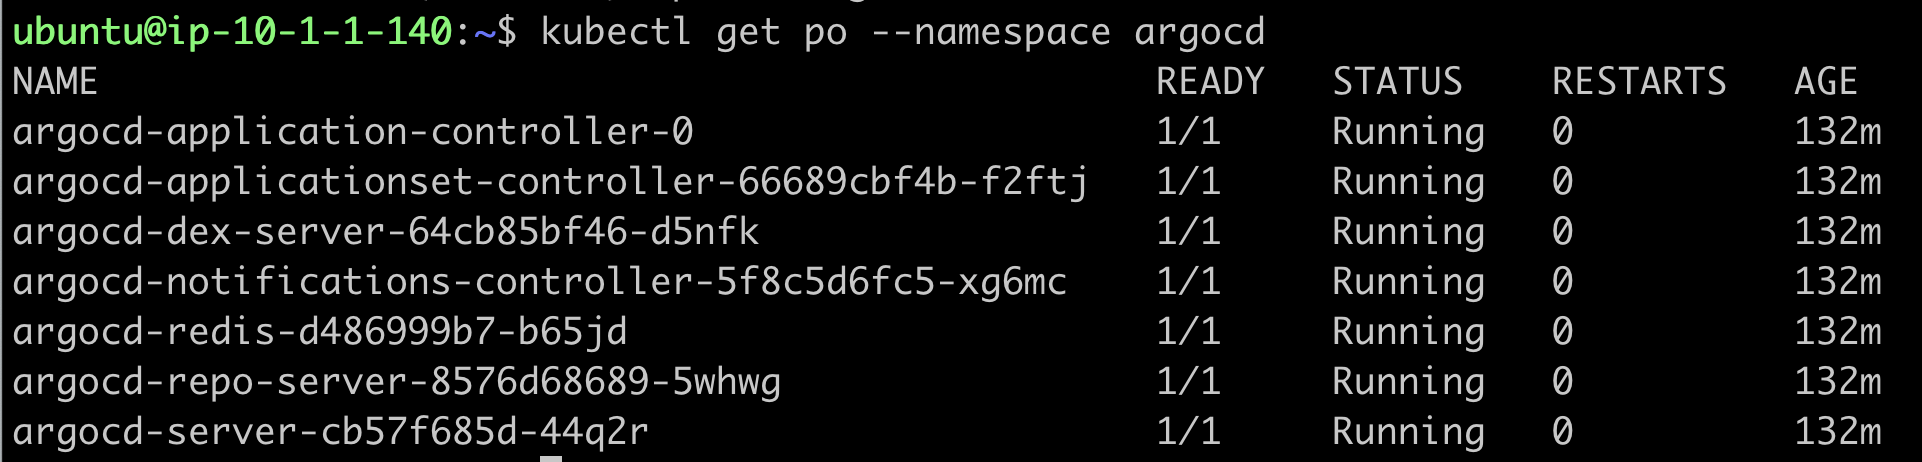 ubuntu@ip-10-1-1-140:~$ kubectl get po --namespace argocd
NAME READY STATUS RESTARTS AGE
argocd-application-controller-0 1/1 Running 0 132m
argocd-applicationset-controller-66689cbf4b-f2ftj 1/1 Running 0 132m
argocd-dex-server-64cb85bf46-d5nfk 1/1 Running 0 132m
argocd-notifications-controller-5f8c5d6fc5-xg6mc 1/1 Running 0 132m
argocd-redis-d486999b7-b65jd 1/1 Running 0 132m
argocd-repo-server-8576d68689-5whwg 1/1 Running 0 132m
argocd-server-cb57f685d-44q2r 1/1 Running 0 132m